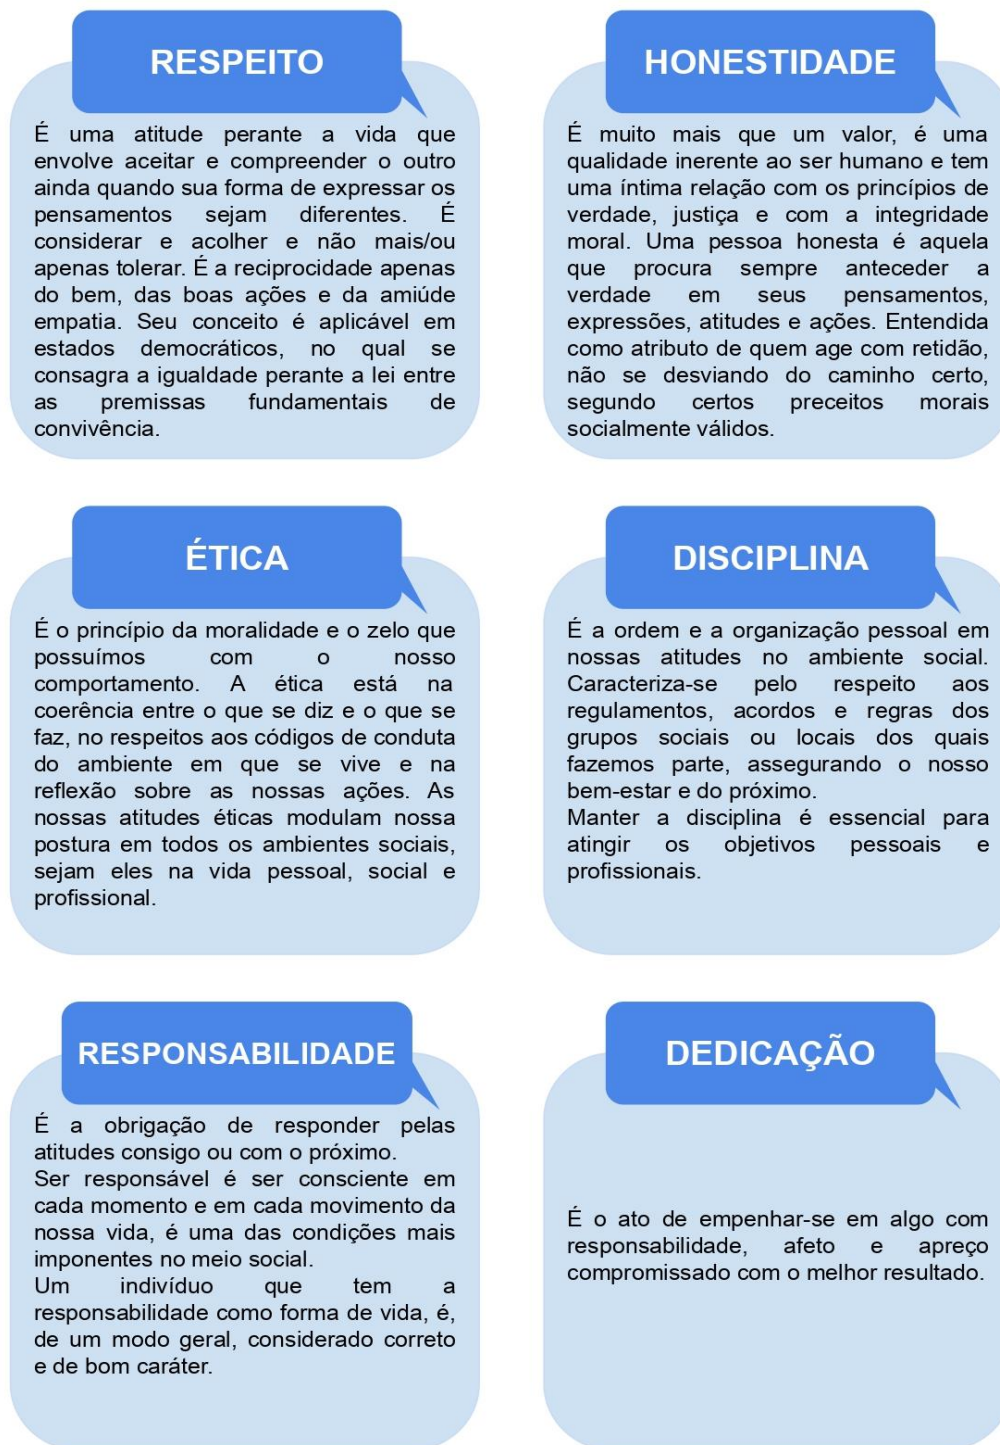 RESPEITO
É uma atitude perante a vida que
envolve aceitar e compreender o outro
ainda quando sua forma de expressar os
pensamentos sejam diferentes. É
considerar e acolher e não mais/ou
apenas tolerar. É a reciprocidade apenas
do bem, das boas ações e da amiúde
empatia. Seu conceito é aplicável em
estados democráticos, no qual se
consagra a igualdade perante a lei entre
as premissas fundamentais de
convivência.
HONESTIDADE
É muito mais que um valor, é uma
qualidade inerente ao ser humano e tem
uma íntima relação com os princípios de
verdade, justiça e com a integridade
moral. Uma pessoa honesta é aquela
que procura sempre anteceder a
verdade em seus pensamentos,
expressões, atitudes e ações. Entendida
como atributo de quem age com retidão,
não se desviando do caminho certo,
segundo certos preceitos morais
socialmente válidos.
ÉTICA
É o princípio da moralidade e o zelo que
possuímos com o nosso
comportamento. A ética está na
coerência entre o que se diz e o que se
faz, no respeitos aos códigos de conduta
do ambiente em que se vive e na
reflexão sobre as nossas ações. As
nossas atitudes éticas modulam nossa
postura em todos os ambientes sociais,
sejam eles na vida pessoal, social e
profissional.
DISCIPLINA
É a ordem e a organização pessoal em
nossas atitudes no ambiente social.
Caracteriza-se pelo respeito aos
regulamentos, acordos e regras dos
grupos sociais ou locais dos quais
fazemos parte, assegurando o nosso
bem-estar e do próximo.
Manter a disciplina é essencial para
atingir os objetivos pessoais e
profissionais.
RESPONSABILIDADE
É a obrigação de responder pelas
atitudes consigo ou com o próximo.
Ser responsável é ser consciente em
cada momento e em cada movimento da
nossa vida, é uma das condições mais
imponentes no meio social.
Um indivíduo que tem a
responsabilidade como forma de vida, é,
de um modo geral, considerado correto
e de bom caráter.
DEDICAÇÃO
É o ato de empenhar-se em algo com
responsabilidade, afeto e apreço
compromissado com o melhor resultado.